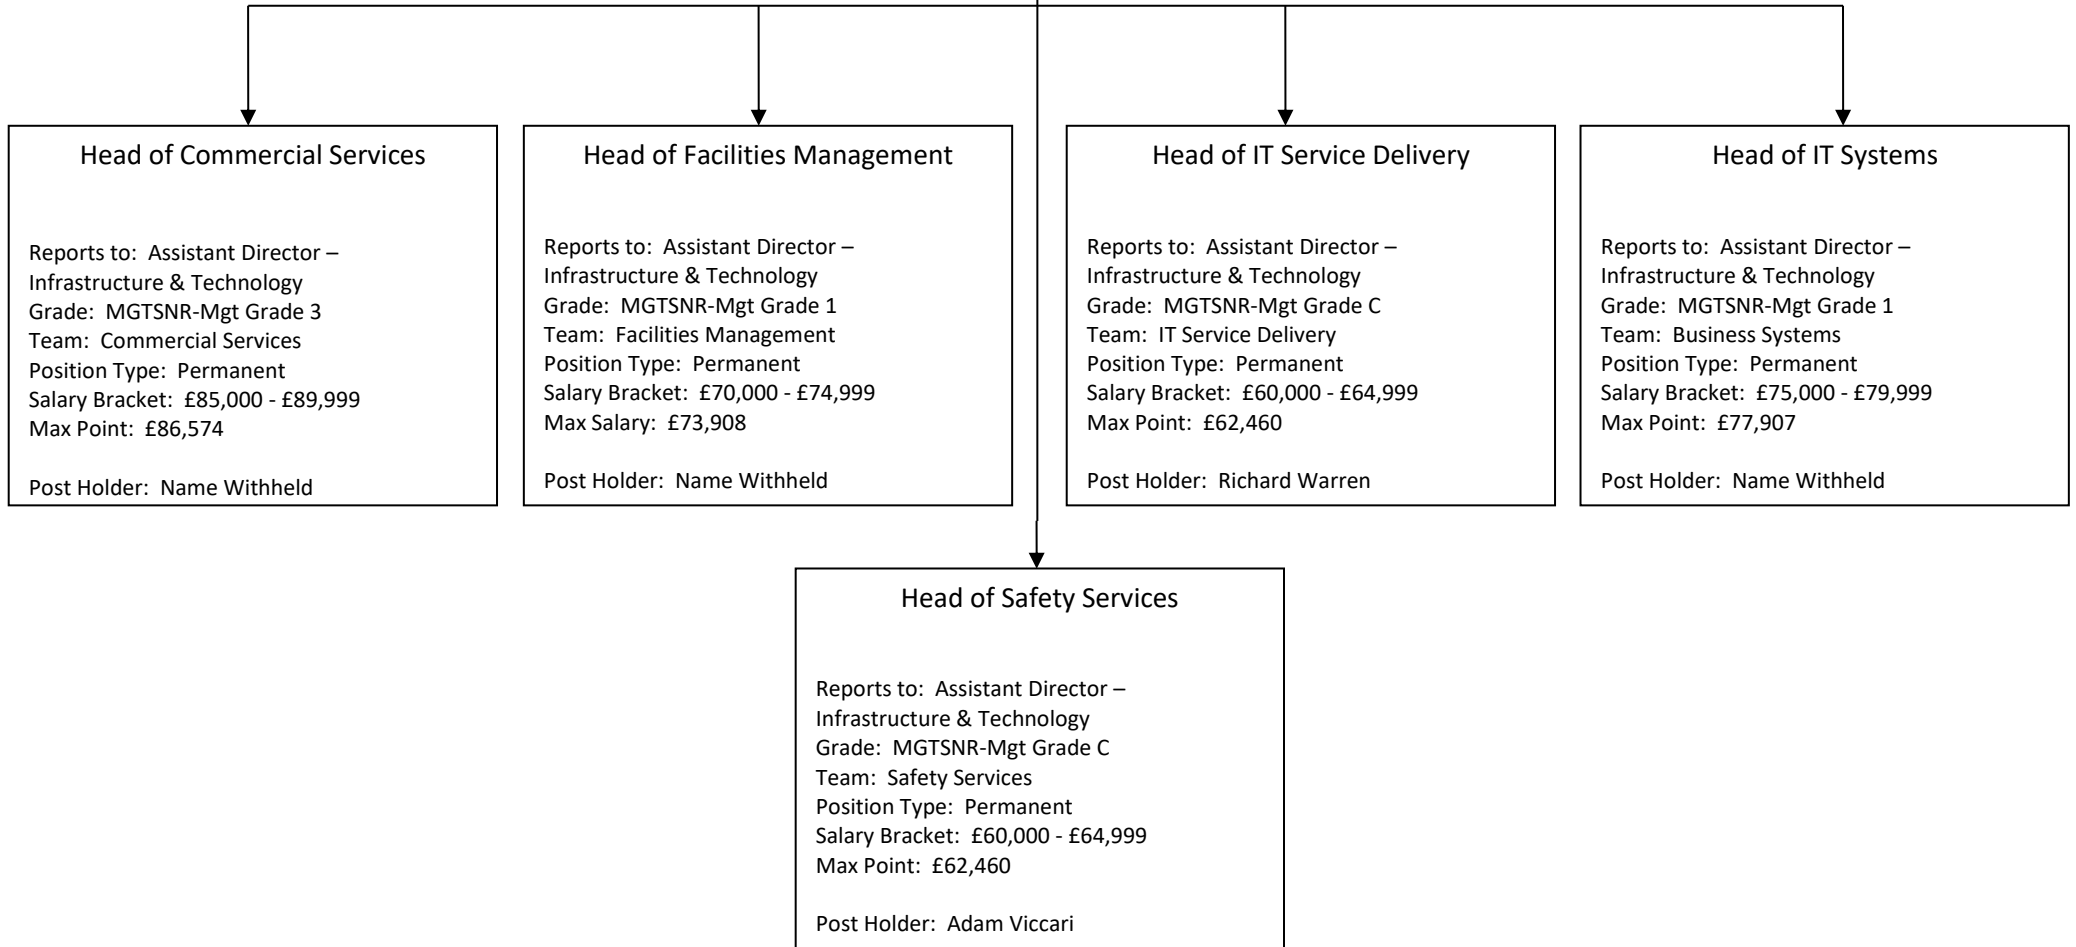 Head of Commercial Services
Reports to: Assistant Director –
Infrastructure & Technology
Grade: MGTSNR-Mgt Grade 3
Team: Commercial Services
Position Type: Permanent
Salary Bracket: £85,000 - £89,999
Max Point: £86,574
Post Holder: Name Withheld
Head of Facilities Management
Reports to: Assistant Director –
Infrastructure & Technology
Grade: MGTSNR-Mgt Grade 1
Team: Facilities Management
Position Type: Permanent
Salary Bracket: £70,000 - £74,999
Max Salary: £73,908
Post Holder: Name Withheld
Head of IT Service Delivery
Reports to: Assistant Director –
Infrastructure & Technology
Grade: MGTSNR-Mgt Grade C
Team: IT Service Delivery
Position Type: Permanent
Salary Bracket: £60,000 - £64,999
Max Point: £62,460
Post Holder: Richard Warren
Head of IT Systems
Reports to: Assistant Director –
Infrastructure & Technology
Grade: MGTSNR-Mgt Grade 1
Team: Business Systems
Position Type: Permanent
Salary Bracket: £75,000 - £79,999
Max Point: £77,907
Post Holder: Name Withheld
Head of Safety Services
Reports to: Assistant Director –
Infrastructure & Technology
Grade: MGTSNR-Mgt Grade C
Team: Safety Services
Position Type: Permanent
Salary Bracket: £60,000 - £64,999
Max Point: £62,460
Post Holder: Adam Viccari